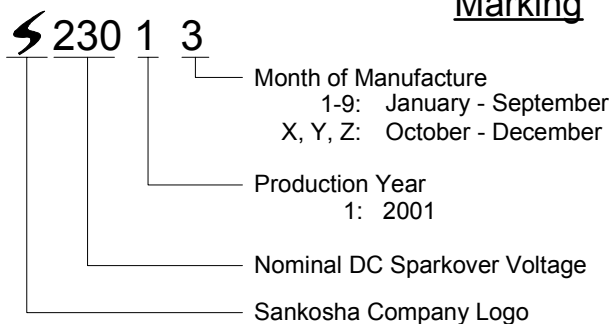 Marking
230 1 3
Month of Manufacture
1-9: January - September
X, Y, Z: October - December
Production Year
1: 2001
Nominal DC Sparkover Voltage
Sankosha Company Logo